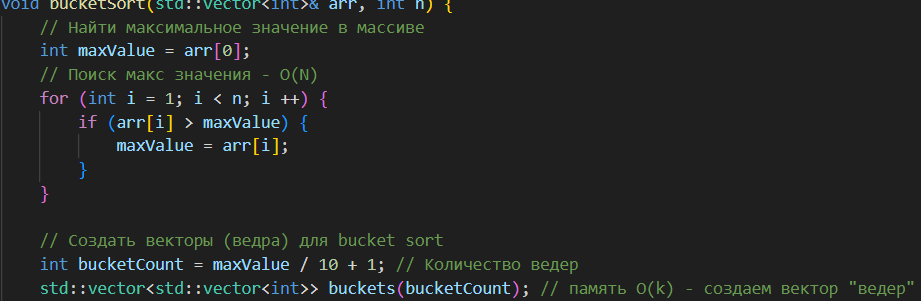 void bucketSort(std::vector<int>& arr, int n) {
// Найти максимальное значение в массиве
int maxValue = arr[0];
// Поиск макс значения - O(N)
for (int i = 1; i < n; i ++) {
if (arr[i] > maxValue) {
maxValue = arr[i];
}
}
// Создать векторы (ведра) для bucket sort
int bucketCount = maxValue / 10 + 1; // Количество ведер
std::vector<std::vector<int>> buckets(bucketCount); // память O(k) - создаем вектор "ведер"